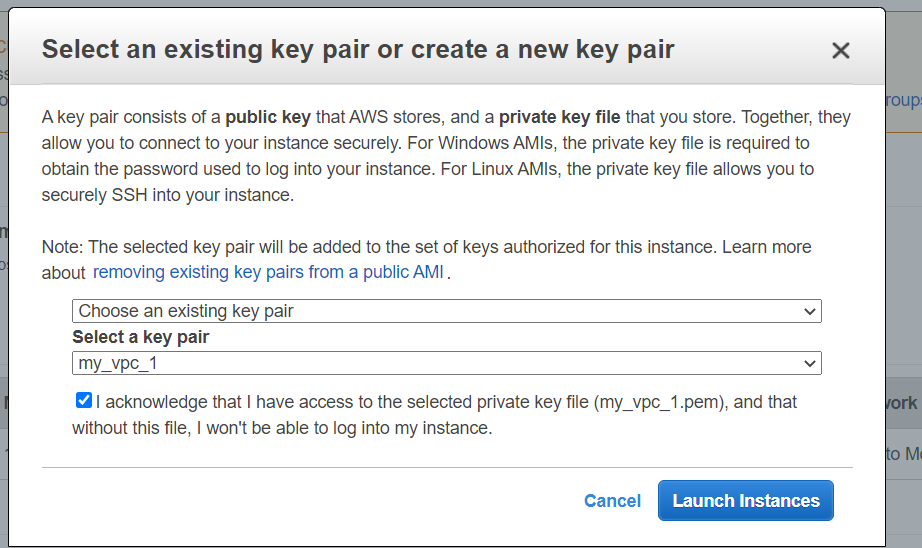 Select an existing key pair or create a new key pair
A key pair consists of a public key that AWS stores, and a private key file that you store. Together, they
allow you to connect to your instance securely. For Windows AMIs, the private key file is required to
obtain the password used to log into your instance. For Linux AMIs, the private key file allows you to
securely SSH into your instance.
Note: The selected key pair will be added to the set of keys authorized for this instance. Learn more
about removing existing key pairs from a public AMI .
Choose an existing key pair
Select a key pair
my_vpc_1
I acknowledge that I have access to the selected private key file (my_vpc_1.pem), and that
without this file, I won't be able to log into my instance.
Cancel
Launch Instances